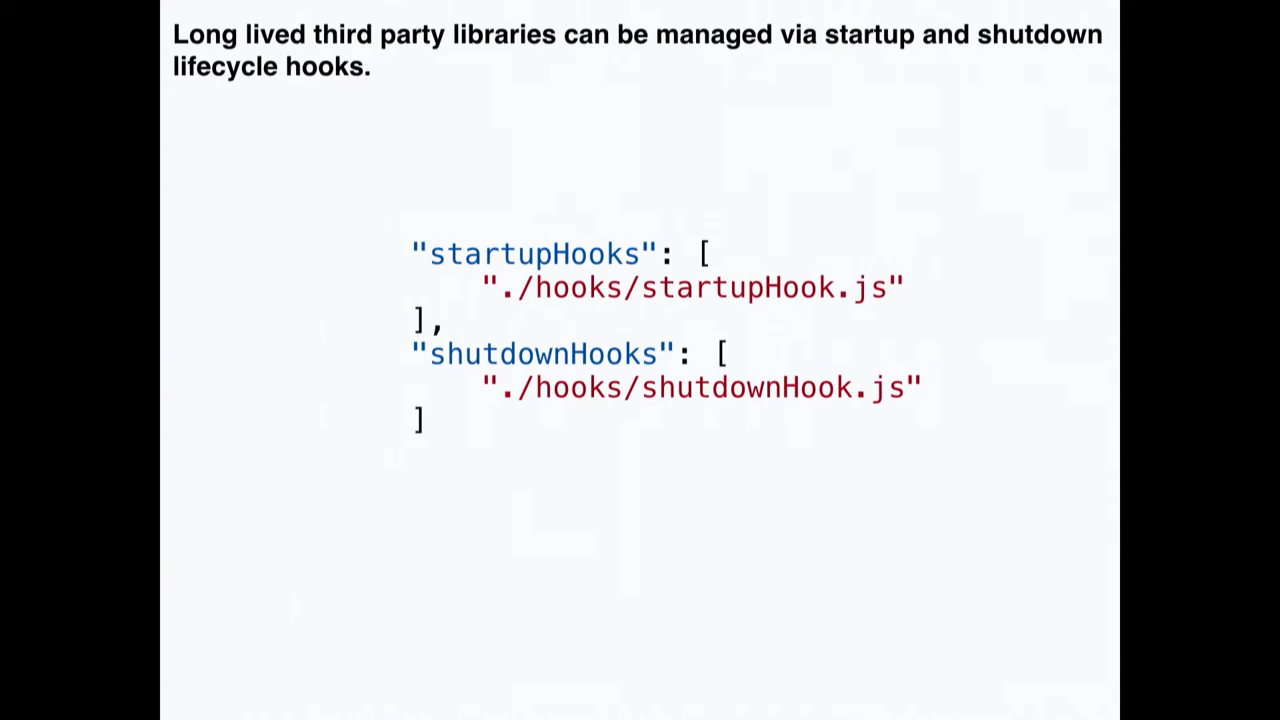 Long lived third party libraries can be managed via startup and shutdown
lifecycle hooks.
"startupHooks": [
"./hooks/startupHook.js"
],
"shutdownHooks": [
"./hooks/shutdownHook.js"
]